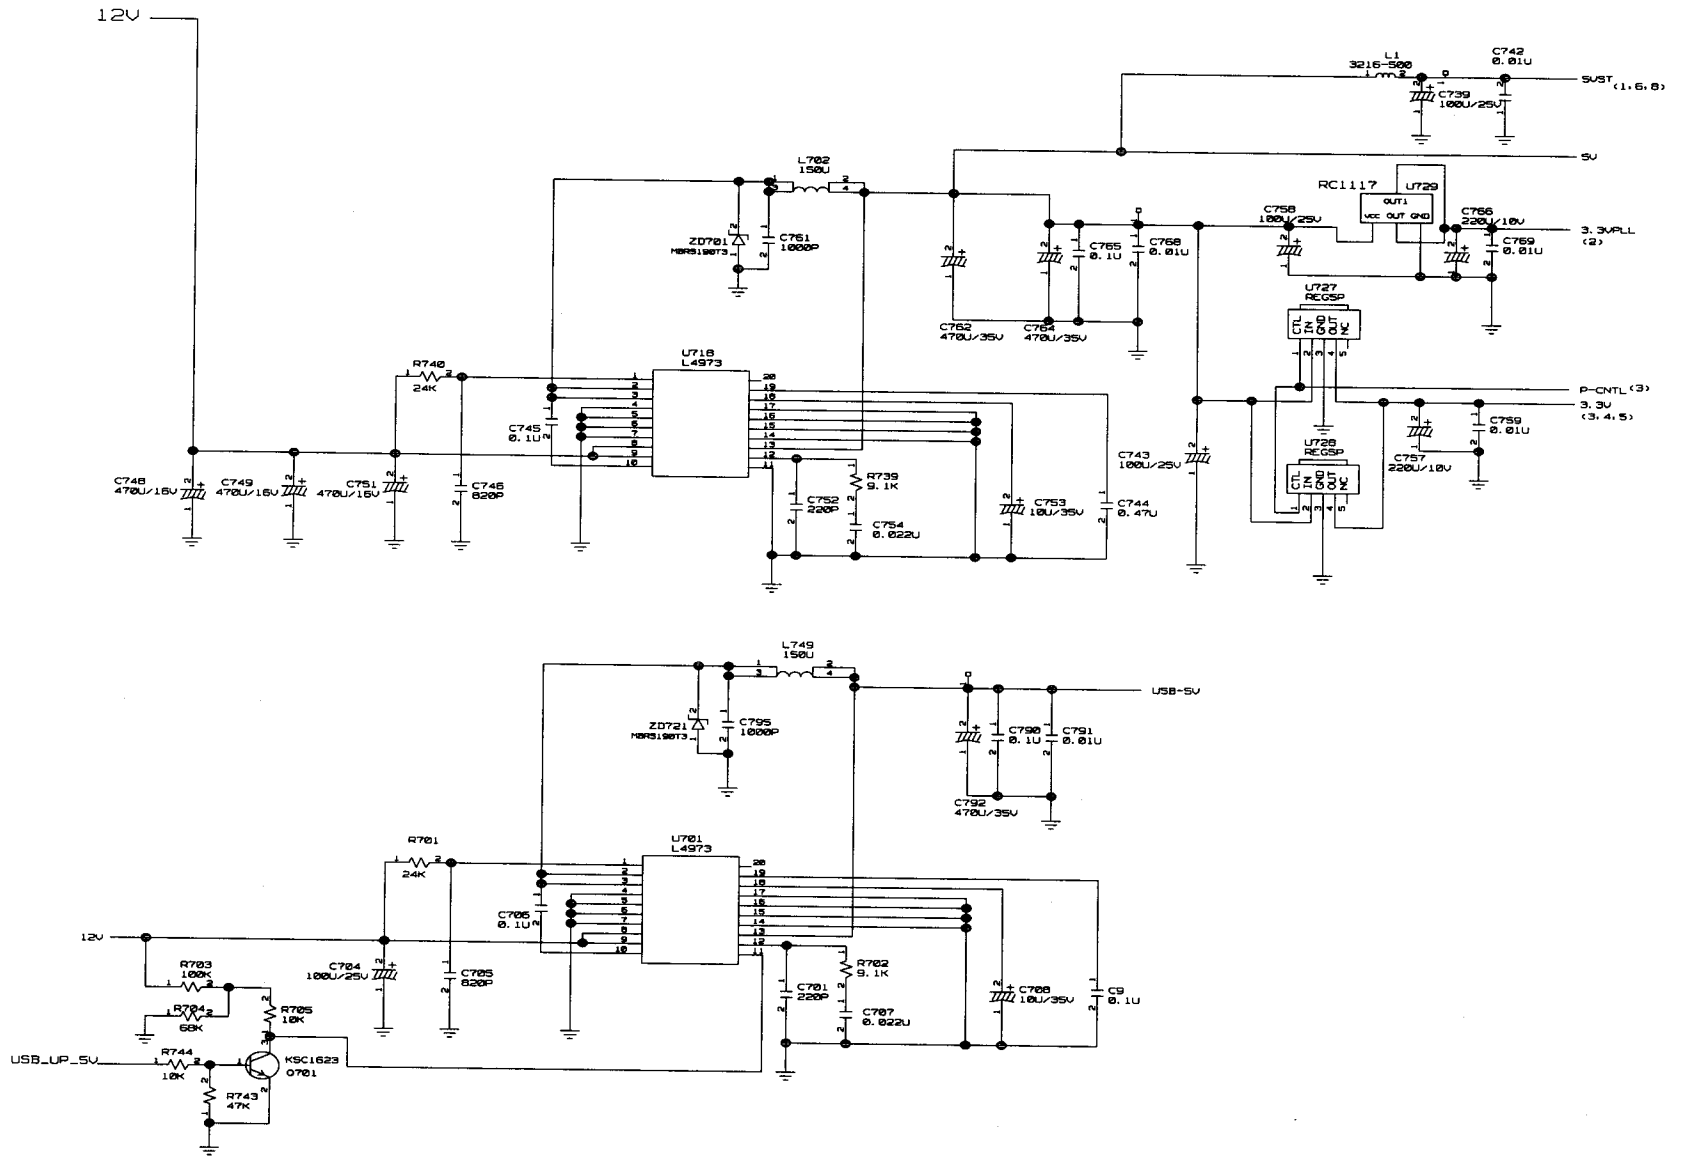 12V
L1
3216-500
C742
0.01U
5VST (1,6,8)
C739
100U/25V
5V
L702
150U
RC1117
U729
OUT1
VCC OUT GND
C758
100U/25V
C766
220U/10V
3.3VPLL
(2)
C769
0.01U
ZD701
MBRS190T3
C761
1000P
C765
0.1U
C768
0.01U
U727
REG5P
CTL
IN
GND
OUT
NC
C762
470U/35V
C764
470U/35V
U718
L4973
R740
24K
P-CNTL (3)
3.3V
(3,4,5)
C745
0.1U
C759
0.01U
C757
220U/10V
U728
REG5P
CTL
IN
GND
OUT
NC
C743
100U/25V
C748
470U/16V
C749
470U/16V
C751
470U/16V
C746
820P
R739
9.1K
C752
220P
C754
0.022U
C753
10U/35V
C744
0.47U
L749
150U
USB-5V
ZD721
MBRS190T3
C795
1000P
C790
0.1U
C791
0.01U
C792
470U/35V
U701
L4973
R701
24K
C706
0.1U
12V
R703
100K
C704
100U/25V
C705
820P
R702
9.1K
C701
220P
C707
0.022U
C708
10U/35V
C9
0.1U
R704
68K
R705
10K
USB_UP_5V
R744
10K
KSC1623
Q701
R743
47K